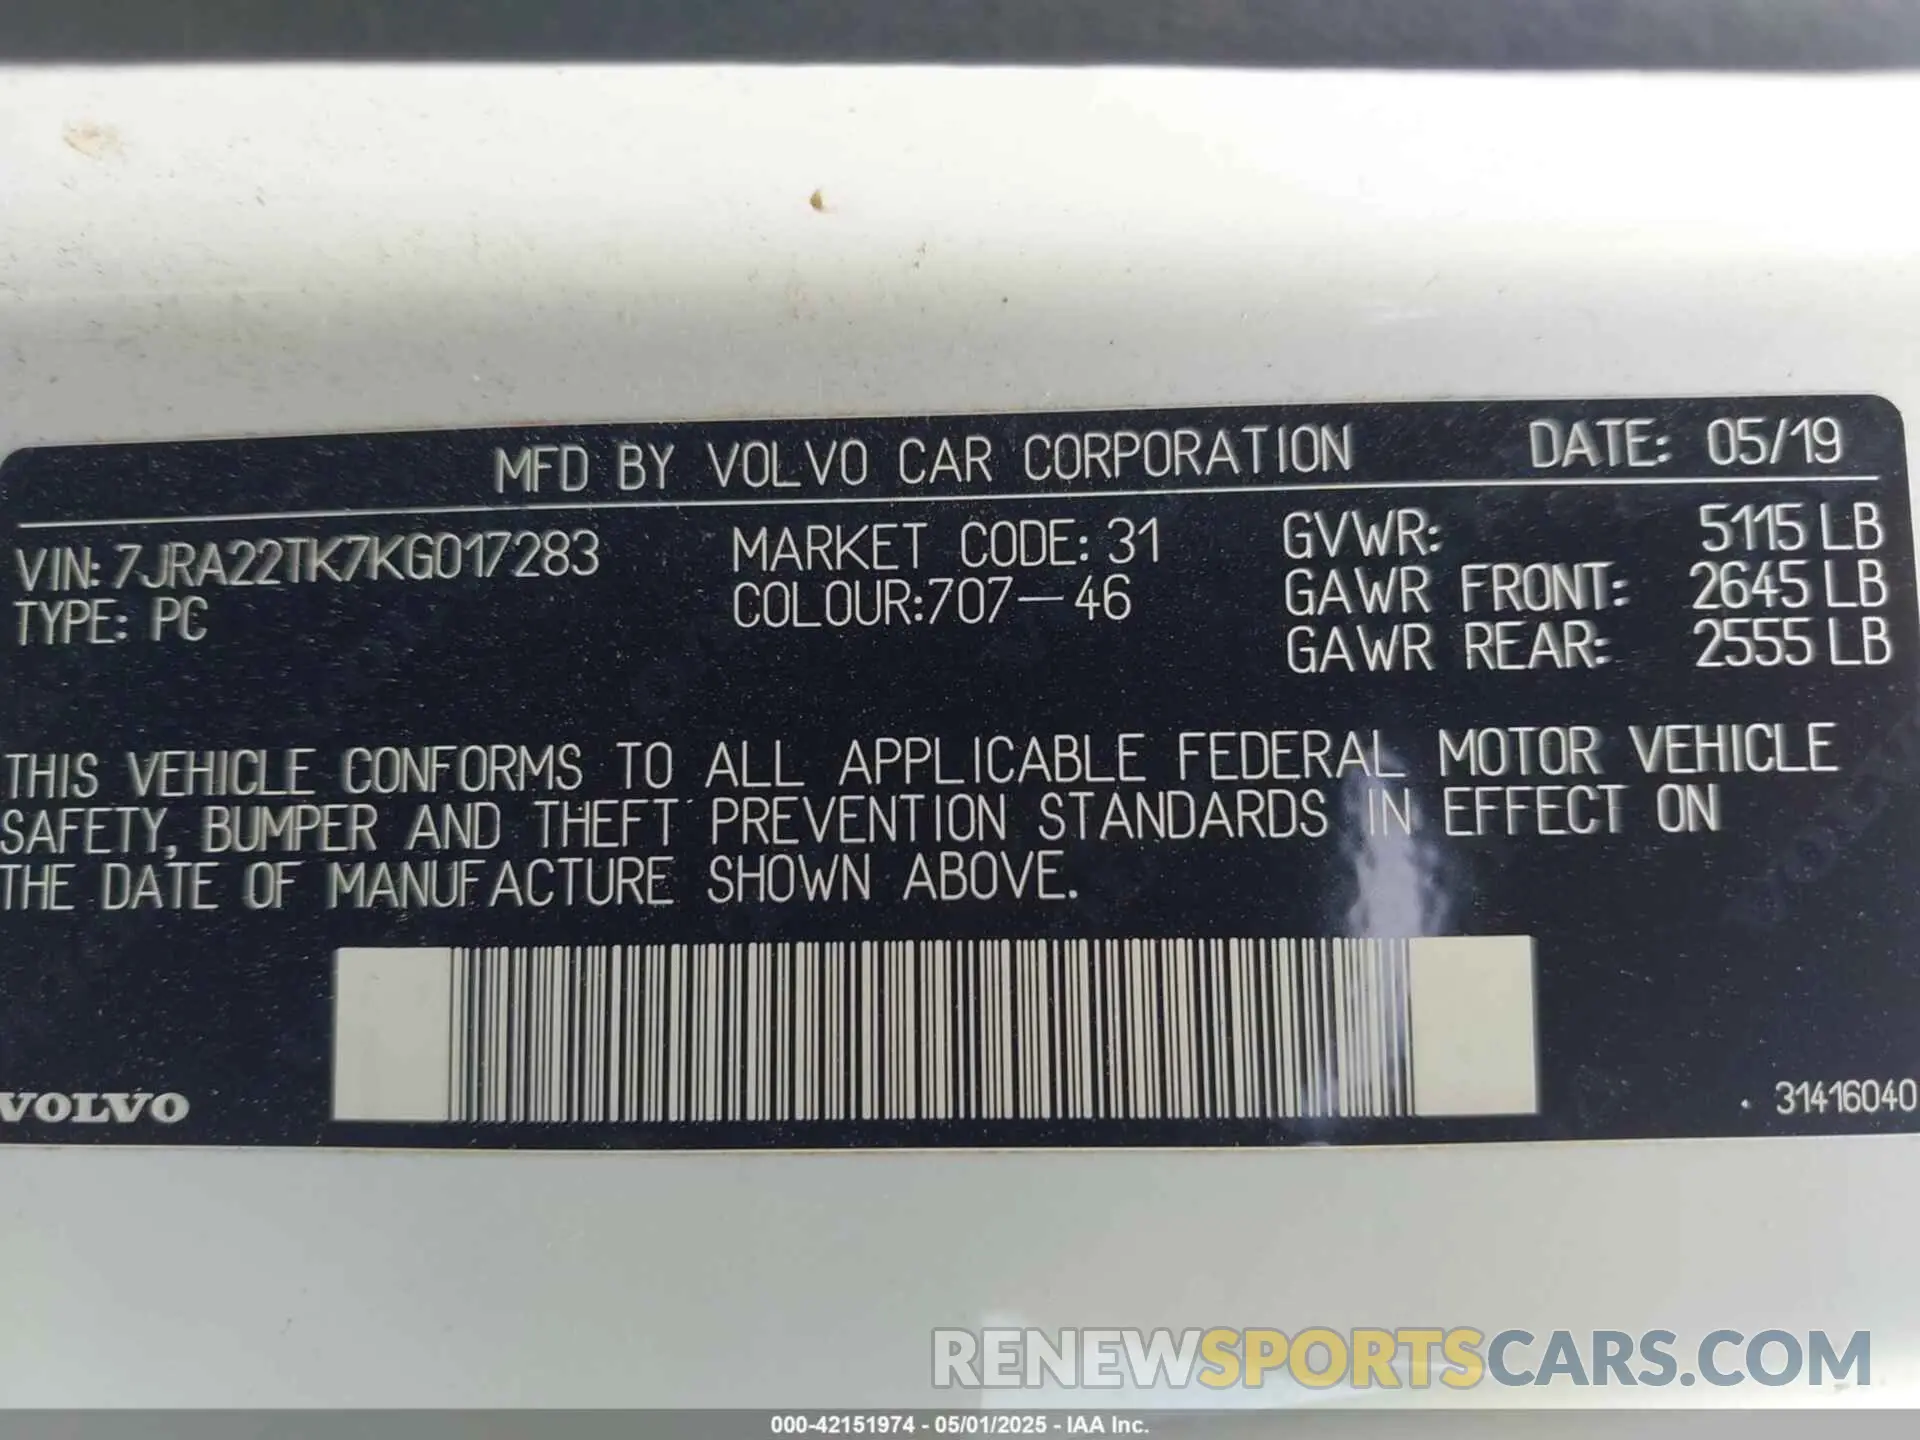 MFD BY VOLVO CAR CORPORATION DATE: 05/19
VIN: 7JRA22TK7KG017283 MARKET CODE: 31 GVWR: 5115 LB
TYPE: PC COLOUR:707-46 GAWR FRONT: 2645 LB
GAWR REAR: 2555 LB
THIS VEHICLE CONFORMS TO ALL APPLICABLE FEDERAL MOTOR VEHICLE
SAFETY, BUMPER AND THEFT PREVENTION STANDARDS IN EFFECT ON
THE DATE OF MANUFACTURE SHOWN ABOVE.
VOLVO
31416040
RENEWSPORTSCARS.COM
000-42151974 - 05/01/2025 - IAA Inc.